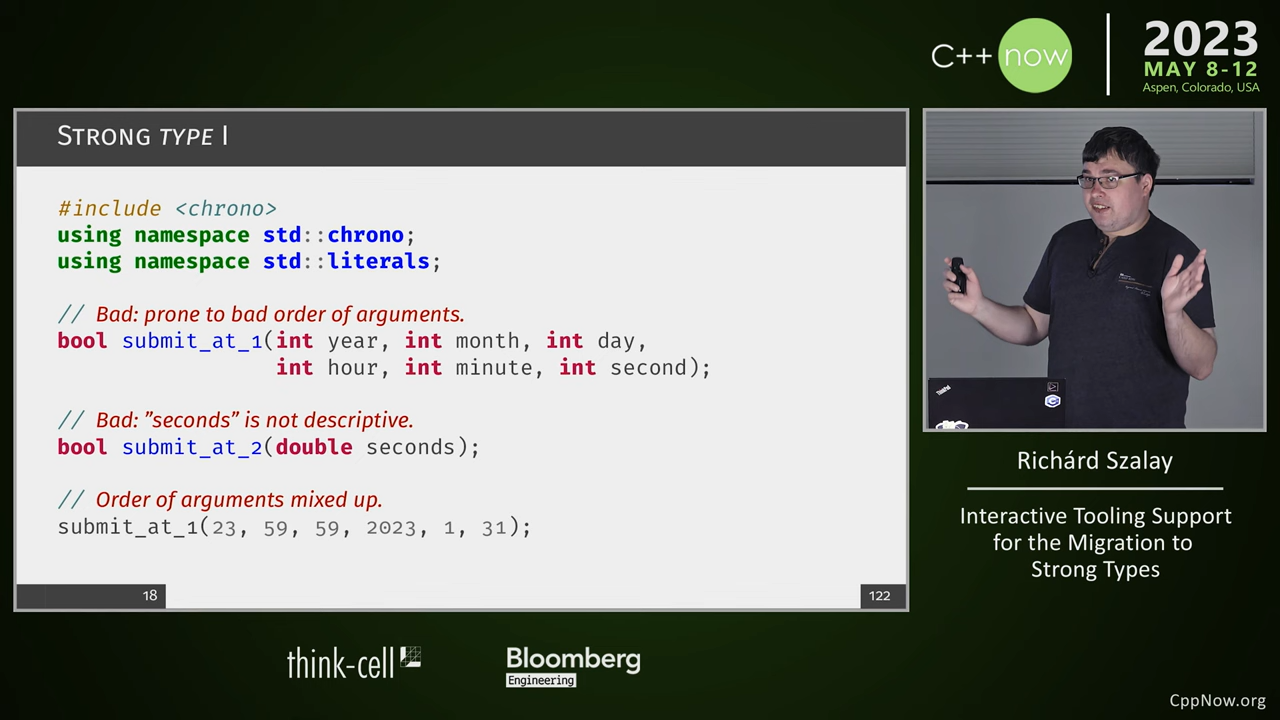 C++ now
2023
MAY 8-12
Aspen, Colorado, USA
STRONG TYPE I
#include <chrono>
using namespace std::chrono;
using namespace std::literals;
// Bad: prone to bad order of arguments.
bool submit_at_1(int year, int month, int day,
int hour, int minute, int second);
// Bad: ”seconds” is not descriptive.
bool submit_at_2(double seconds);
// Order of arguments mixed up.
submit_at_1(23, 59, 59, 2023, 1, 31);
18
122
ThinkPad
Richárd Szalay
Interactive Tooling Support
for the Migration to
Strong Types
think-cell
Bloomberg
Engineering
CppNow.org